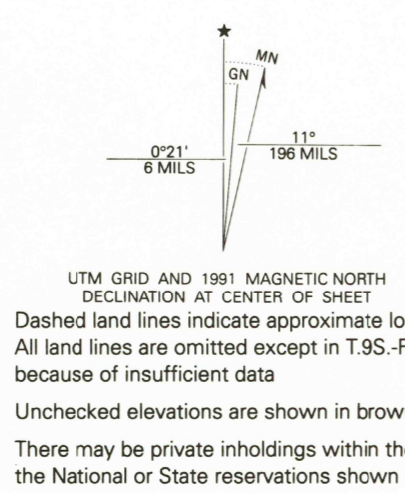 ★
MN
GN
0°21'
6 MILS
11°
196 MILS
UTM GRID AND 1991 MAGNETIC NORTH
DECLINATION AT CENTER OF SHEET
Dashed land lines indicate approximate lo
All land lines are omitted except in T.9S.-
because of insufficient data
Unchecked elevations are shown in brow
There may be private inholdings within the
the National or State reservations shown